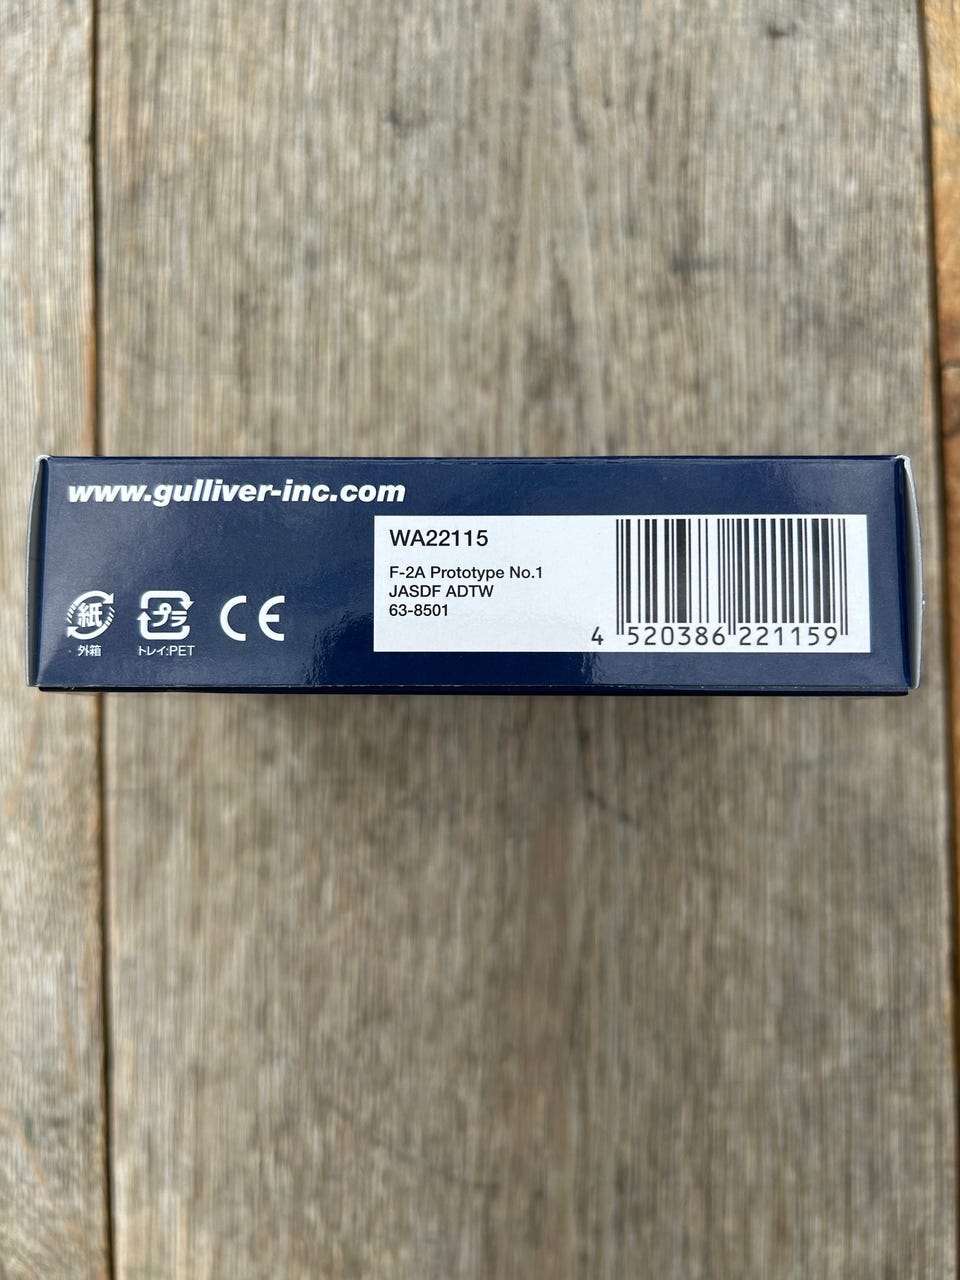 www.gulliver-inc.com
WA22115
F-2A Prototype No.1
JASDF ADTW
63-8501
4 520386 221159
紙
外箱
プラ
トレイ:PET
CE